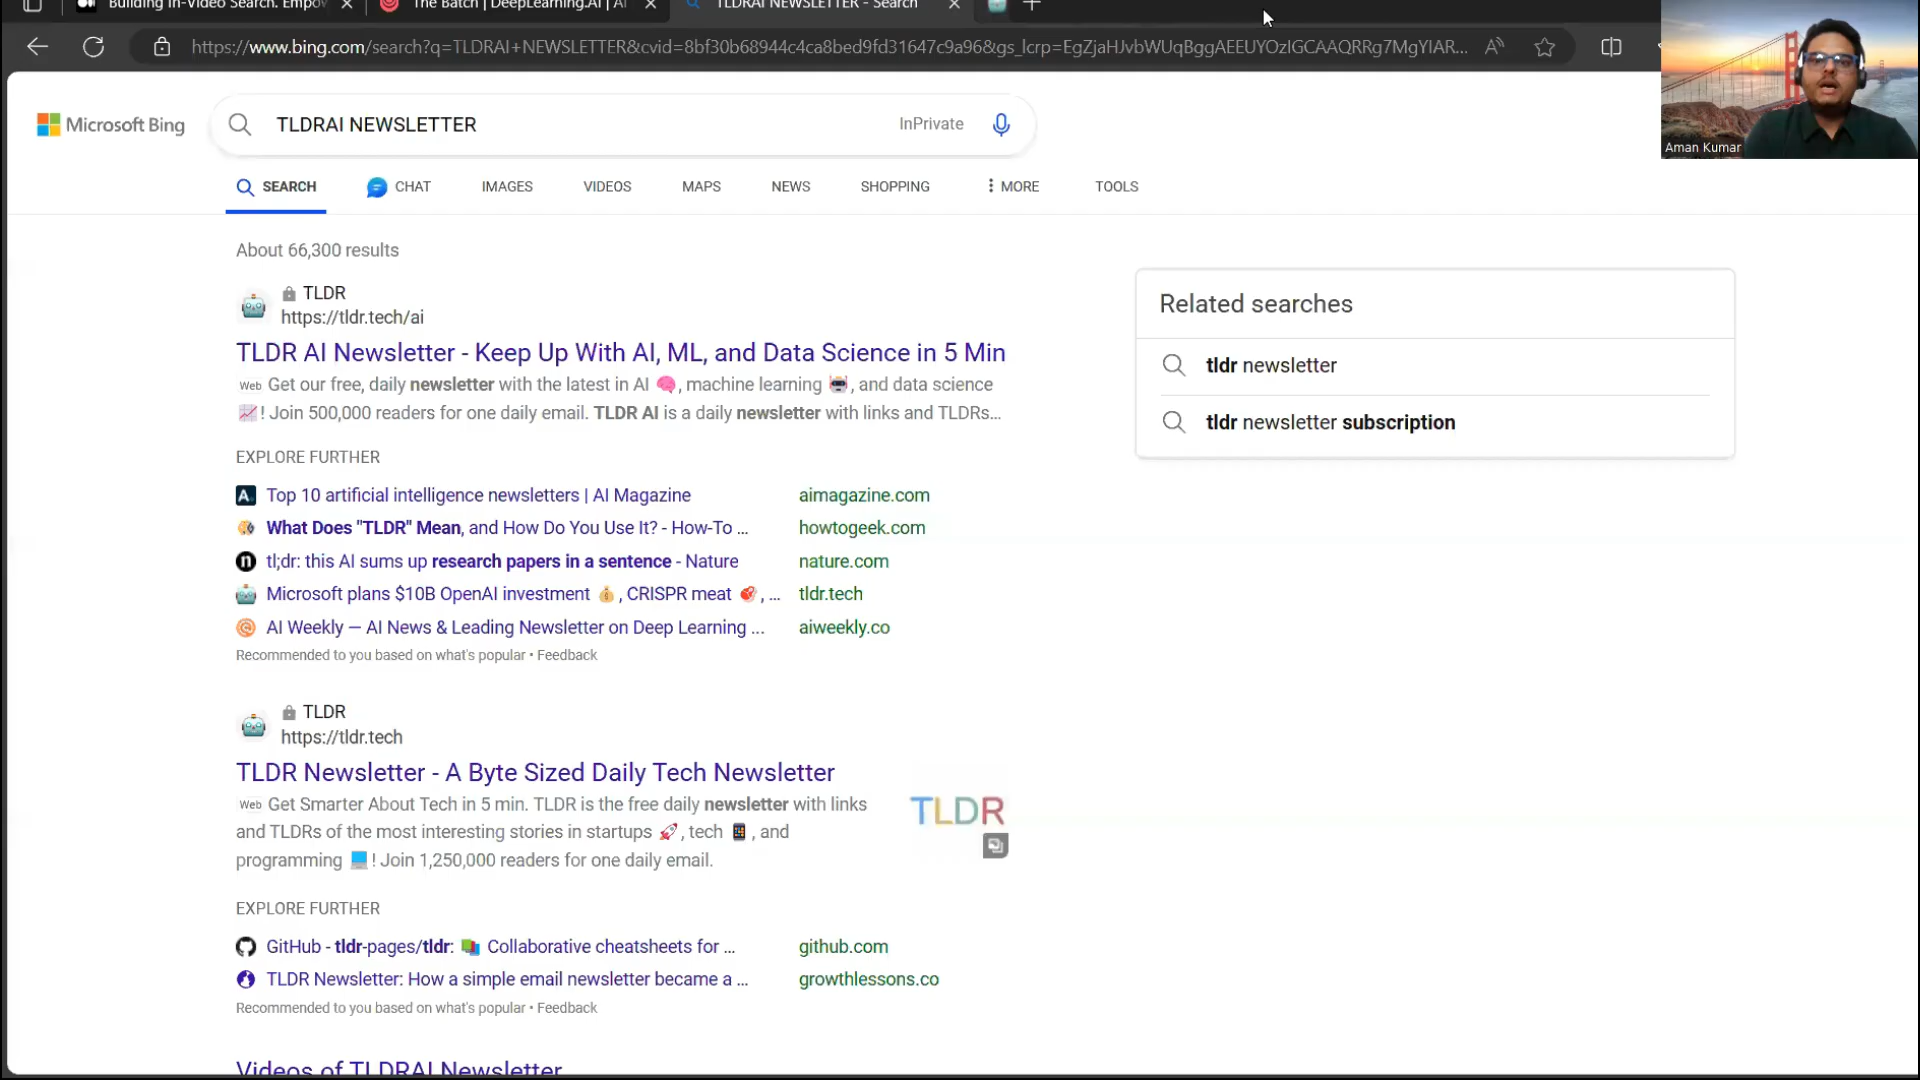 Building In-Video Search. Empov
The Batch | DeepLearning.AI | AI
TLDRAI NEWSLETTER - Search
https://www.bing.com/search?q=TLDRAI+NEWSLETTER&cvid=8bf30b68944c4ca8bed9fd31647c9a96&gs_lcrp=EgZjaHJvbWUqBggAEEUYOzIGCAAQRRg7MgYIAR...
Aman Kumar
Microsoft Bing
TLDRAI NEWSLETTER
InPrivate
SEARCH CHAT IMAGES VIDEOS MAPS NEWS SHOPPING MORE TOOLS
About 66,300 results
TLDR
https://tldr.tech/ai
TLDR AI Newsletter - Keep Up With AI, ML, and Data Science in 5 Min
Web Get our free, daily newsletter with the latest in AI 🧠, machine learning 🤖, and data science
📈! Join 500,000 readers for one daily email. TLDR AI is a daily newsletter with links and TLDRs...
EXPLORE FURTHER
Top 10 artificial intelligence newsletters | AI Magazine aimagazine.com
What Does "TLDR" Mean, and How Do You Use It? - How-To ... howtogeek.com
tl;dr: this AI sums up research papers in a sentence - Nature nature.com
Microsoft plans $10B OpenAI investment 💰, CRISPR meat 🥩, ... tldr.tech
AI Weekly — AI News & Leading Newsletter on Deep Learning ... aiweekly.co
Recommended to you based on what's popular • Feedback
TLDR
https://tldr.tech
TLDR Newsletter - A Byte Sized Daily Tech Newsletter
Web Get Smarter About Tech in 5 min. TLDR is the free daily newsletter with links
and TLDRs of the most interesting stories in startups 🚀, tech 📱, and
programming 💻! Join 1,250,000 readers for one daily email.
TLDR
EXPLORE FURTHER
GitHub - tldr-pages/tldr: 📚 Collaborative cheatsheets for ... github.com
TLDR Newsletter: How a simple email newsletter became a ... growthlessons.co
Recommended to you based on what's popular • Feedback
Videos of TLDRAI Newsletter
Related searches
tldr newsletter
tldr newsletter subscription